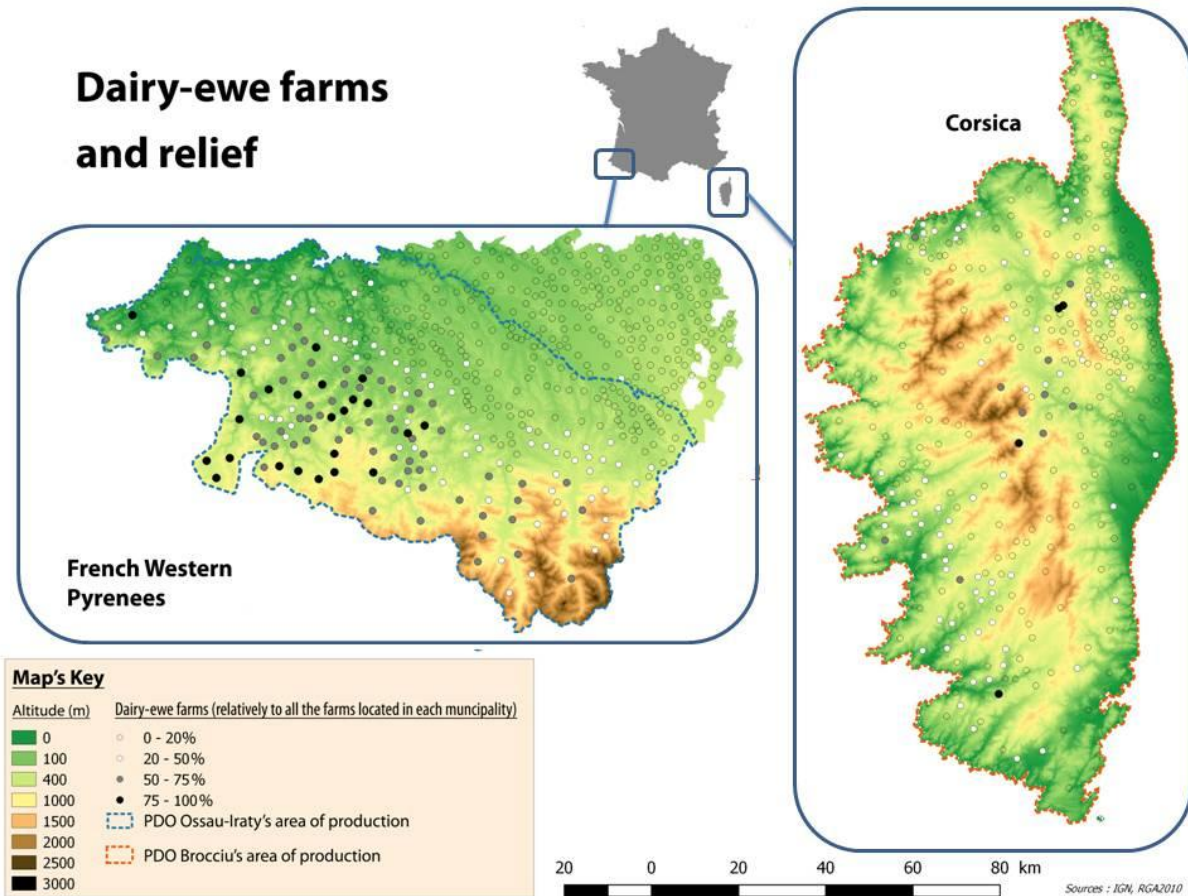 Dairy-ewe farms
and relief
Corsica
French Western
Pyrenees
Map's Key
Altitude (m)
Dairy-ewe farms (relatively to all the farms located in each muncipality)
0
0 - 20%
100
20 - 50%
400
50 - 75%
1000
75 - 100%
1500
PDO Ossau-Iraty's area of production
2000
2500
PDO Brocciu's area of production
3000
20 0 20 40 60 80 km
Sources : IGN, RGA2010